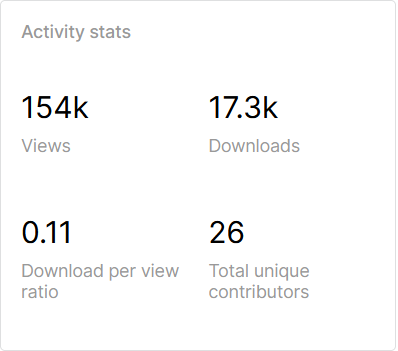 Activity stats
154k
17.3k
Views
Downloads
0.11
26
Download per view
ratio
Total unique
contributors